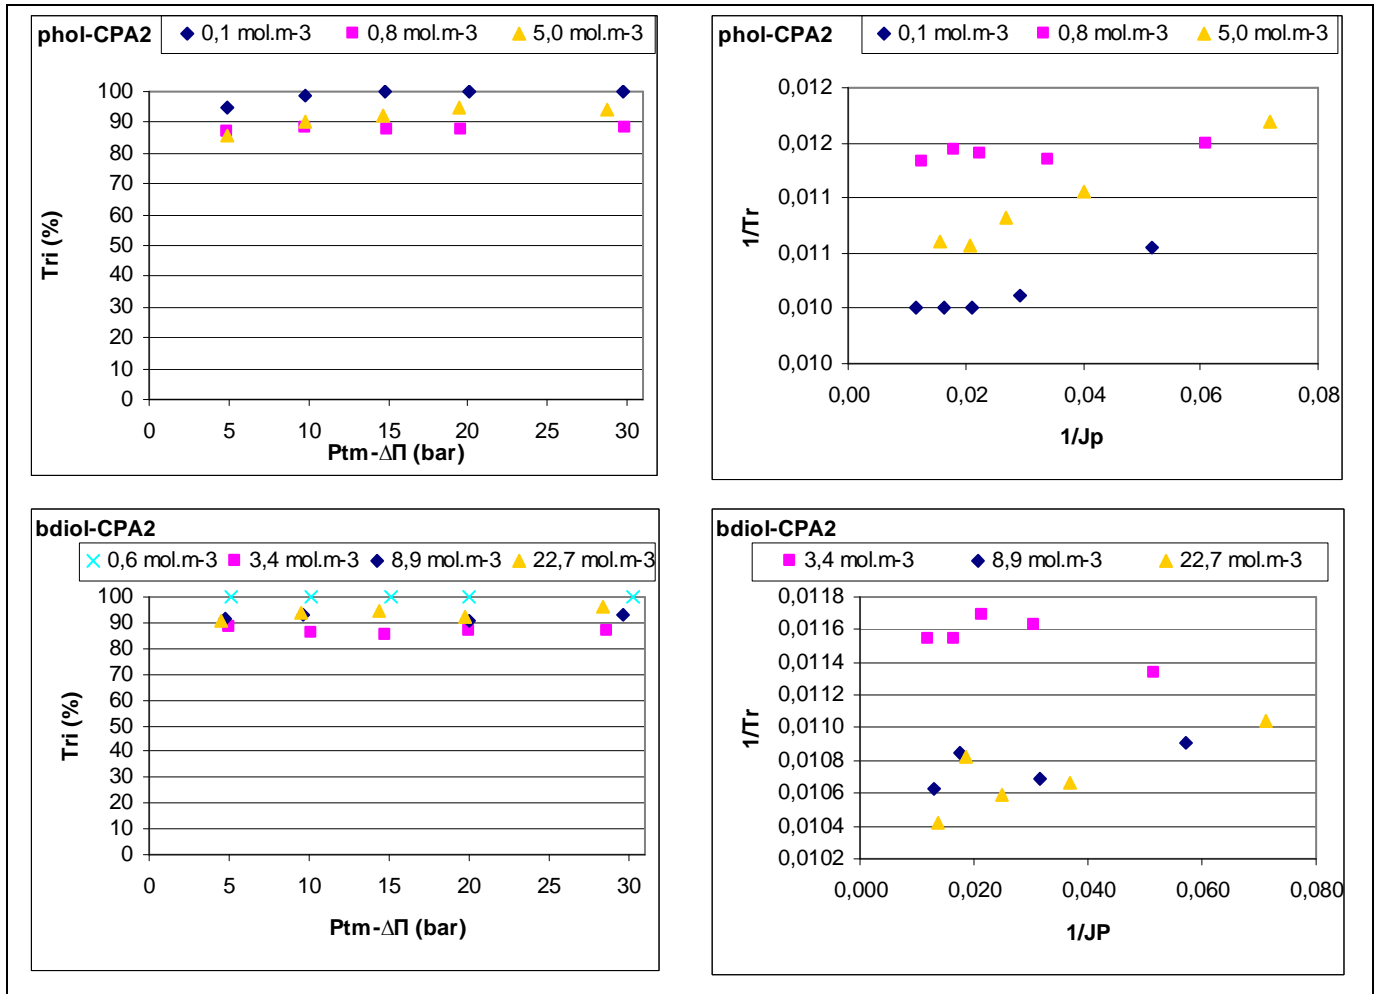 phol-CPA2
0,1 mol.m-3 0,8 mol.m-3 5,0 mol.m-3
100
90
80
70
60
50
40
30
20
10
0
Tri (%)
0 5 10 15 20 25 30
Ptm-ΔΠ (bar)
phol-CPA2
0,1 mol.m-3 0,8 mol.m-3 5,0 mol.m-3
0,012
0,012
0,011
0,011
0,010
0,010
1/Tr
0,00 0,02 0,04 0,06 0,08
1/Jp
bdiol-CPA2
0,6 mol.m-3 3,4 mol.m-3 8,9 mol.m-3 22,7 mol.m-3
100
90
80
70
60
50
40
30
20
10
0
Tri (%)
0 5 10 15 20 25 30
Ptm-ΔΠ (bar)
bdiol-CPA2
3,4 mol.m-3 8,9 mol.m-3 22,7 mol.m-3
0,0118
0,0116
0,0114
0,0112
0,0110
0,0108
0,0106
0,0104
0,0102
1/Tr
0,000 0,020 0,040 0,060 0,080
1/JP